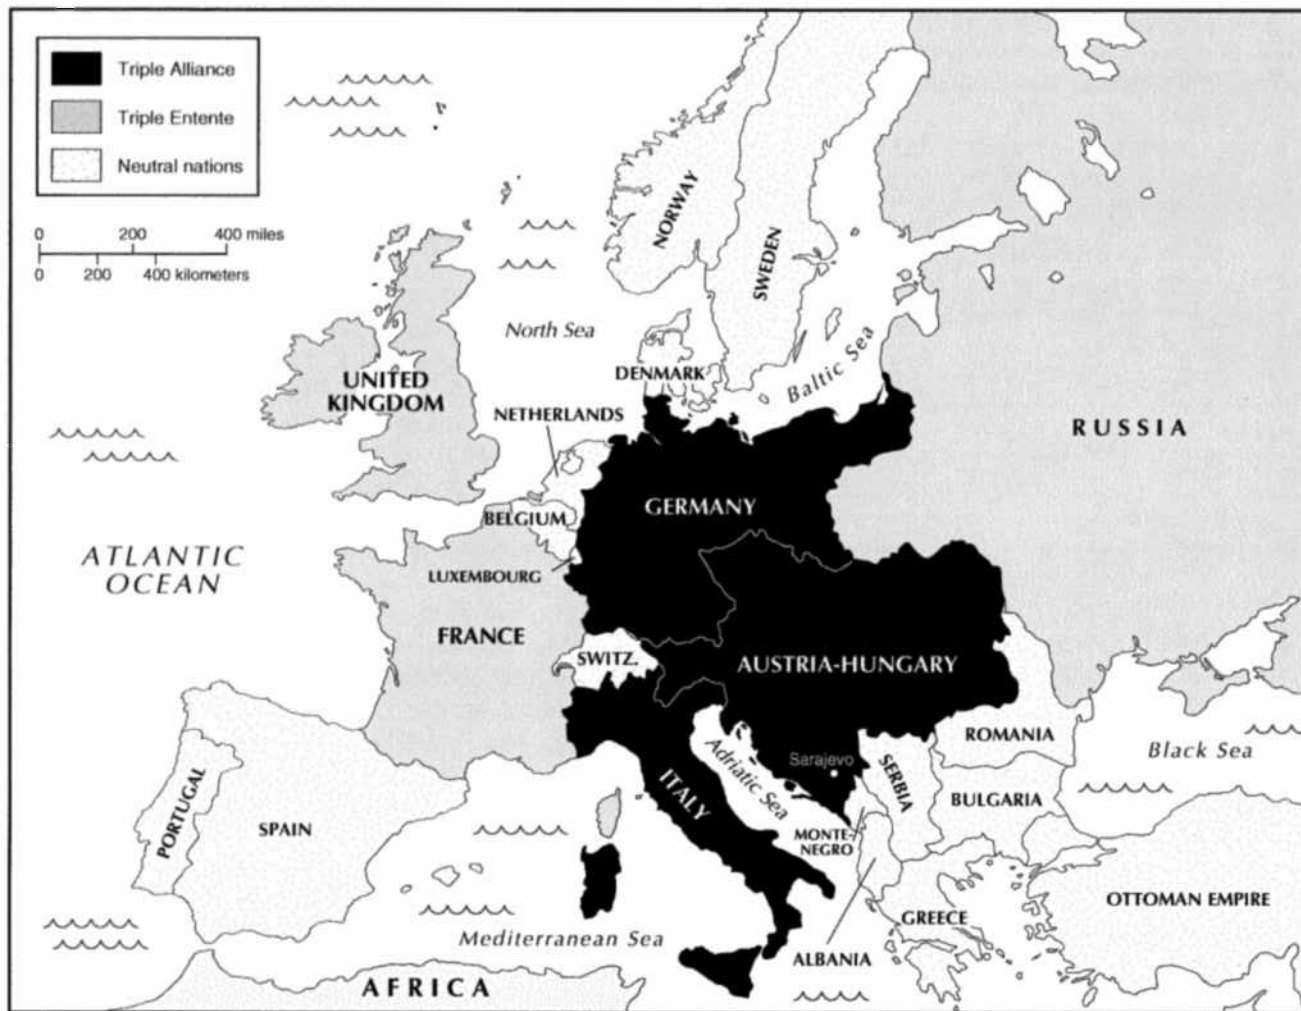 Triple Alliance
Triple Entente
Neutral nations
0 200 400 miles
0 200 400 kilometers
NORWAY
SWEDEN
North Sea
Baltic Sea
DENMARK
UNITED
KINGDOM
NETHERLANDS
RUSSIA
GERMANY
BELGIUM
ATLANTIC
OCEAN
LUXEMBOURG
FRANCE
SWITZ.
AUSTRIA-HUNGARY
ROMANIA
Black Sea
Sarajevo
Adriatic Sea
SERBIA
ITALY
BULGARIA
PORTUGAL
SPAIN
MONTE-
NEGRO
OTTOMAN EMPIRE
GREECE
Mediterranean Sea
ALBANIA
AFRICA